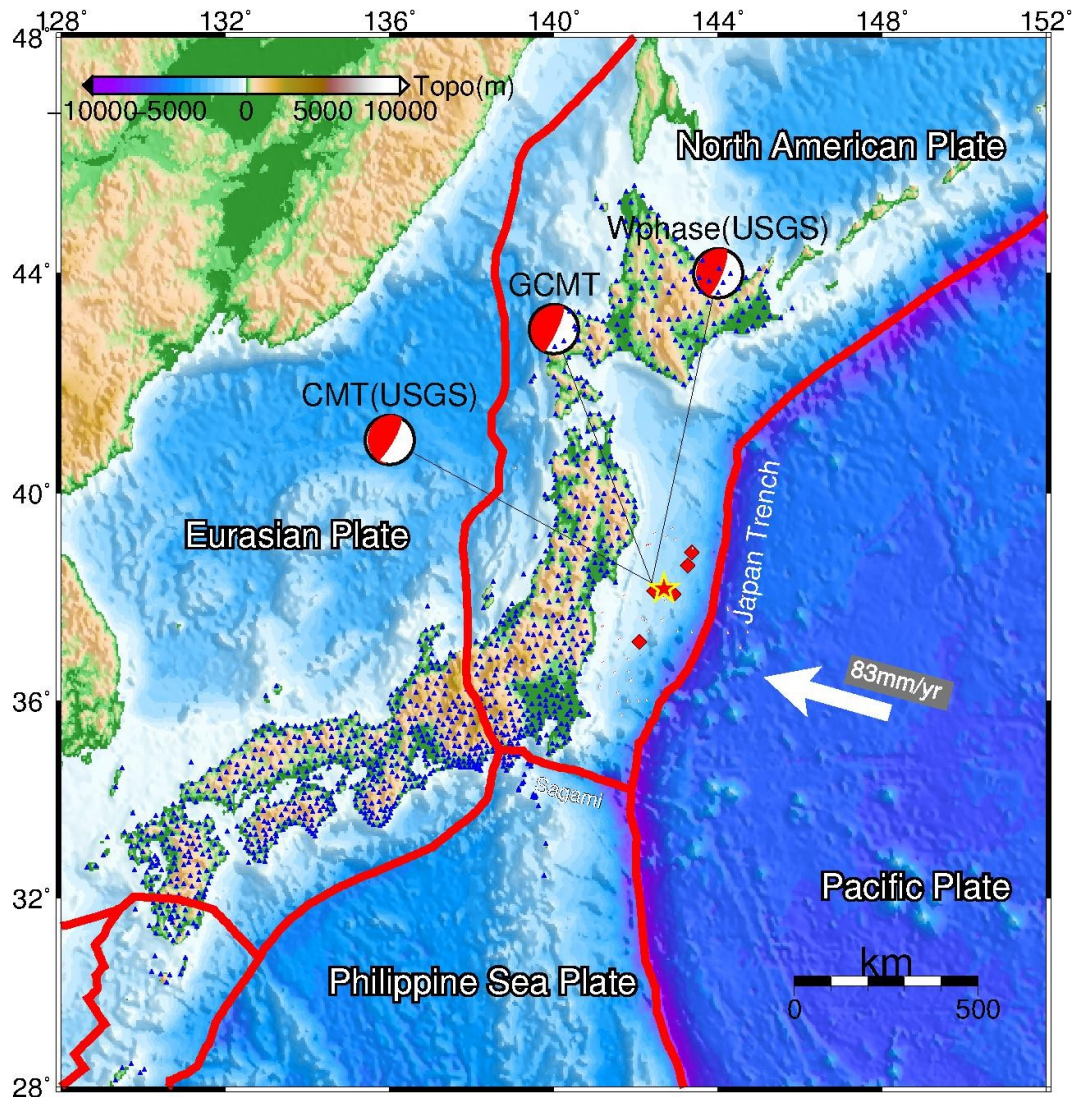 128° 132° 136° 140° 144° 148° 152°
48°
Topo(m)
-10000 -5000 0 5000 10000
North American Plate
Wphase(USGS)
44°
GCMT
CMT(USGS)
40°
Eurasian Plate
Japan Trench
83mm/yr
36°
Sagami
32°
Pacific Plate
km
Philippine Sea Plate
0 500
28°